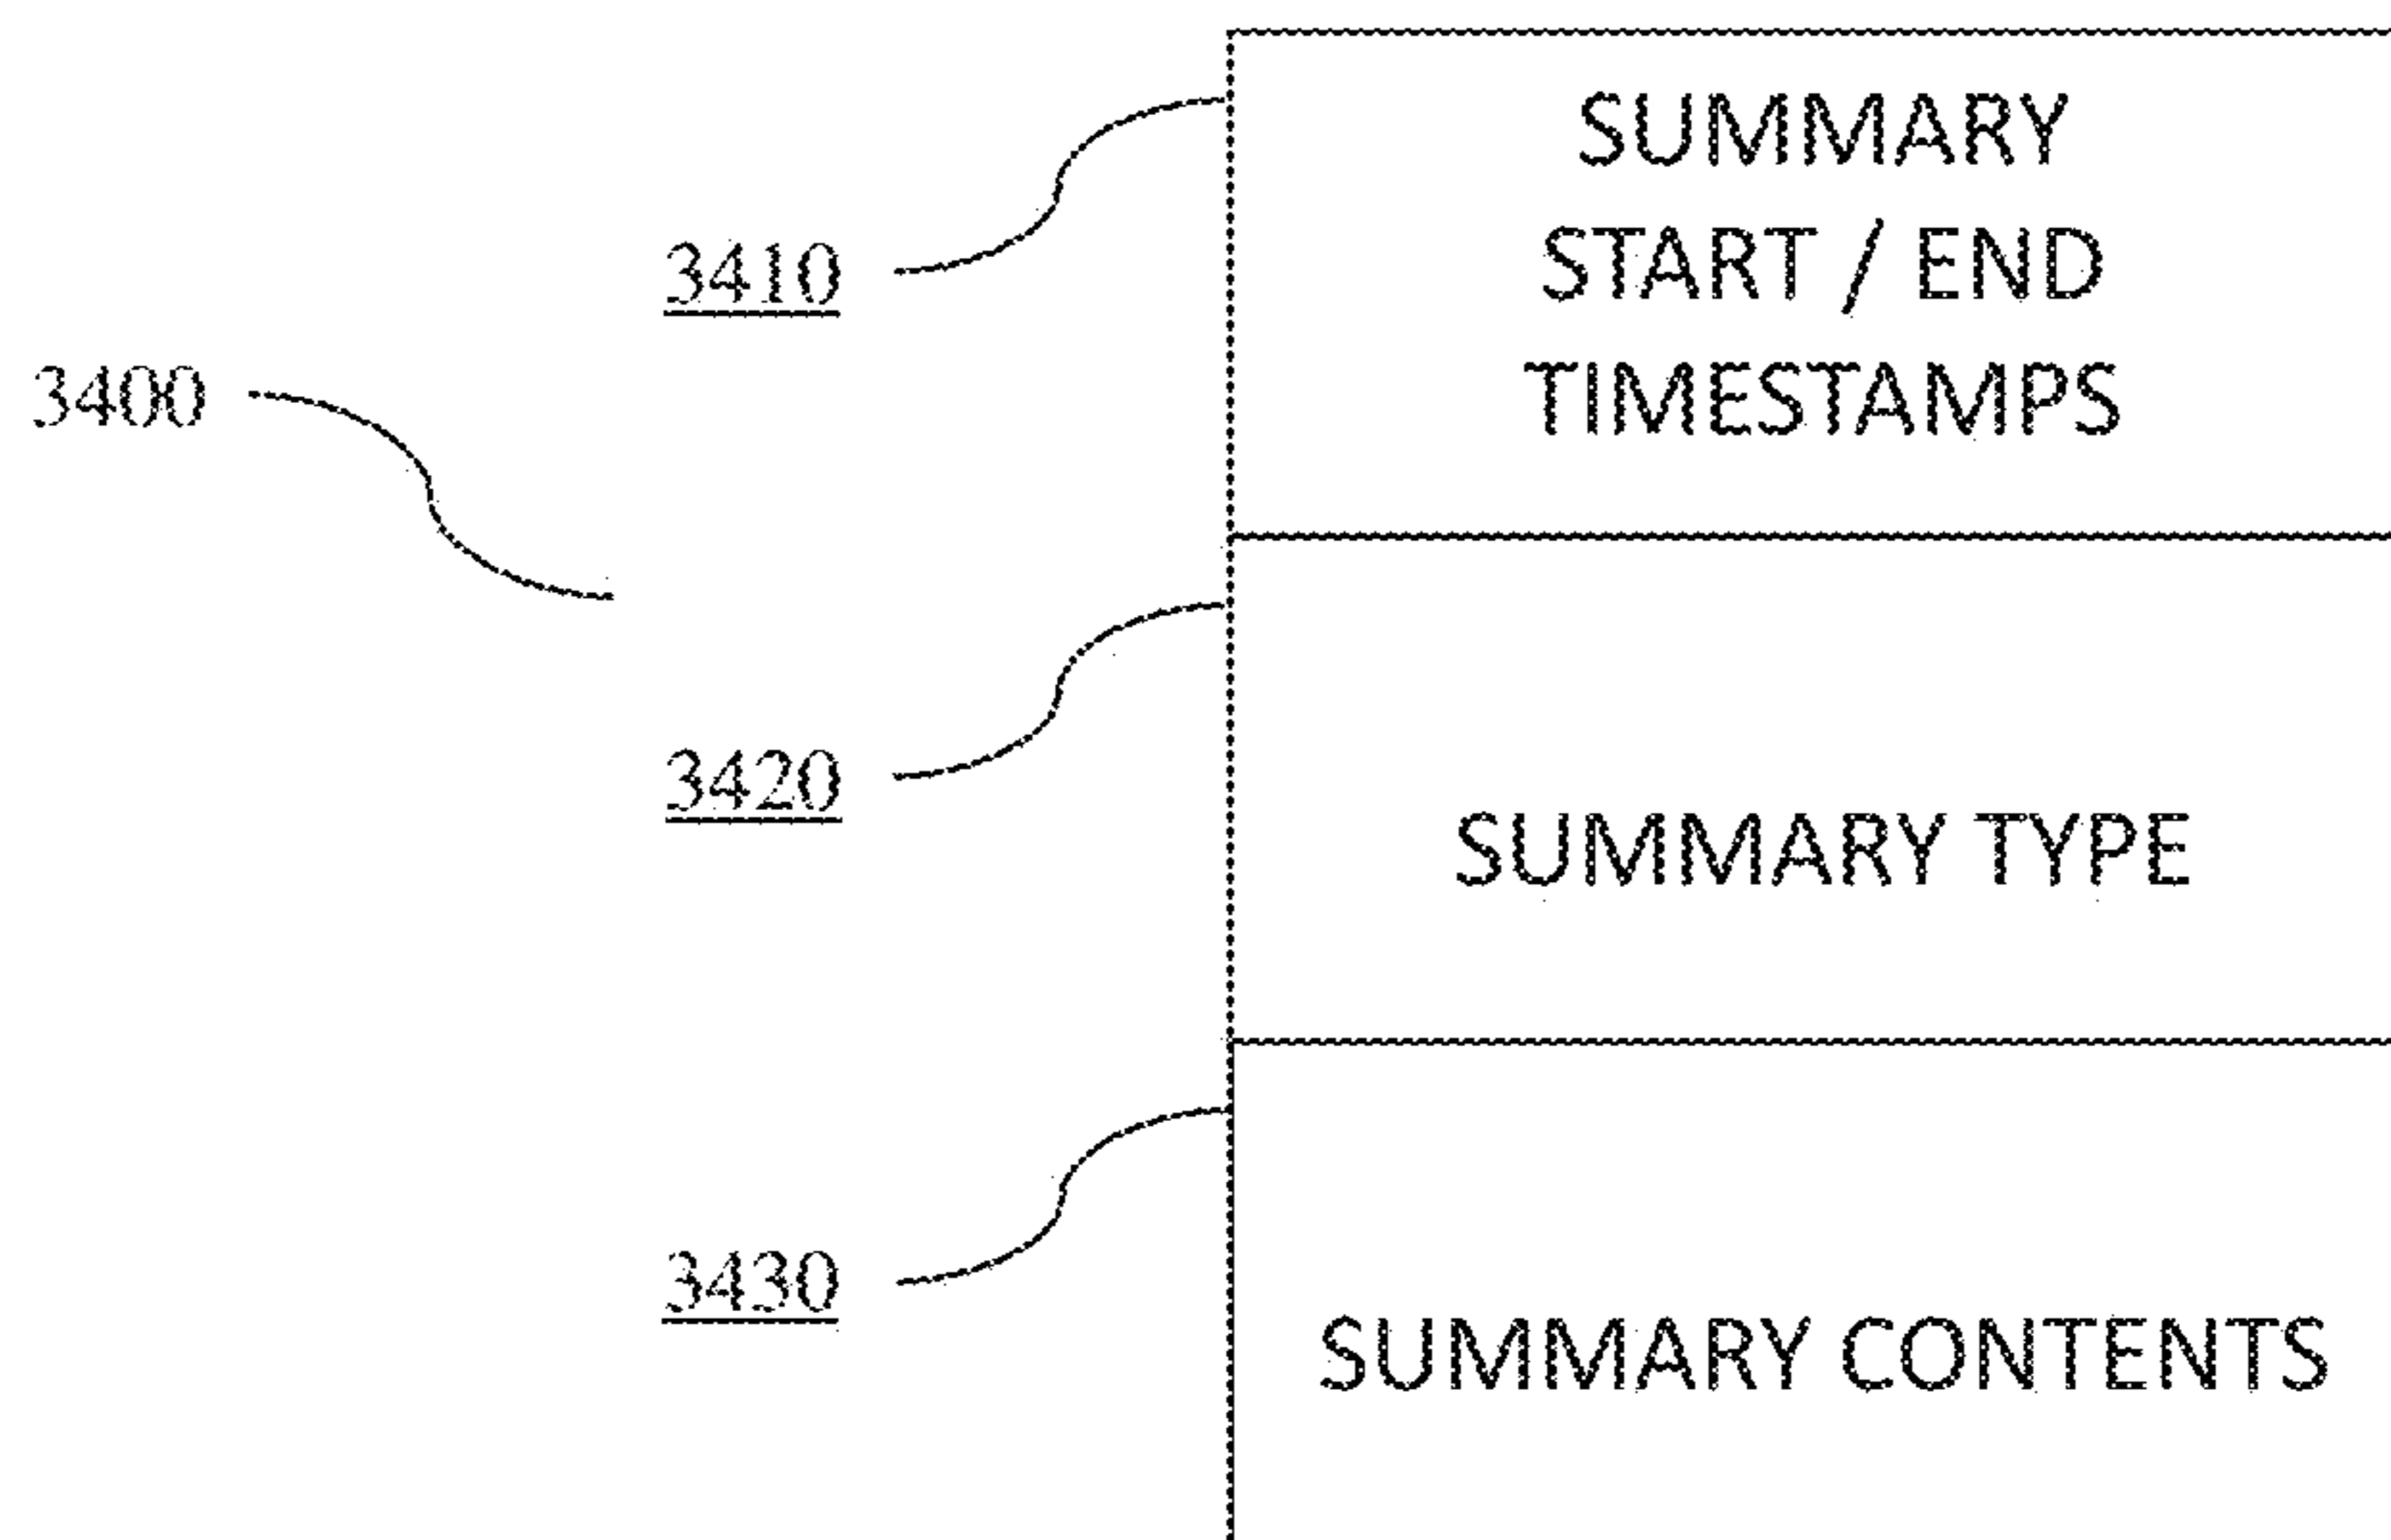 SUMMARY
START / END
3410
3400
TIMESTAMPS
3420
SUMMARY TYPE
3430
SUMMARY CONTENTS